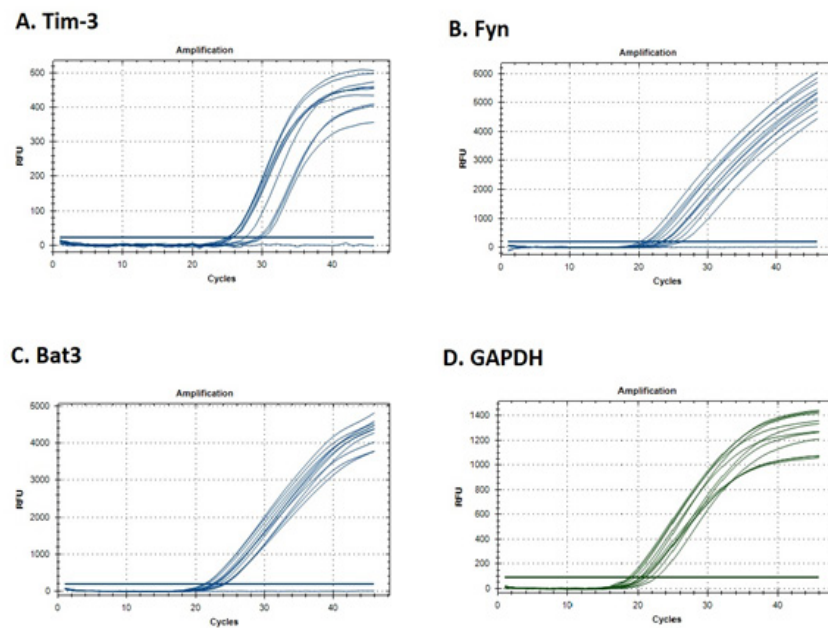 A. Tim-3
Amplification
500
400
300
200
100
0
RFU
0 10 20 30 40
Cycles
B. Fyn
Amplification
6000
5000
4000
3000
2000
1000
0
RFU
0 10 20 30 40
Cycles
C. Bat3
Amplification
5000
4000
3000
2000
1000
0
RFU
0 10 20 30 40
Cycles
D. GAPDH
Amplification
1400
1200
1000
800
600
400
200
0
RFU
0 10 20 30 40
Cycles